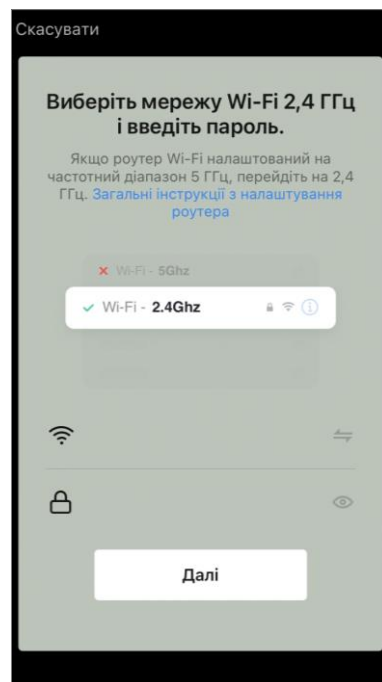 Скасувати
Виберіть мережу Wi-Fi 2,4 ГГц
і введіть пароль.
Якщо роутер Wi-Fi налаштований на
частотний діапазон 5 ГГц, перейдіть на 2,4
ГГц. Загальні інструкції з налаштування
роутера
Wi-Fi - 5Ghz
Wi-Fi - 2.4Ghz
Далі